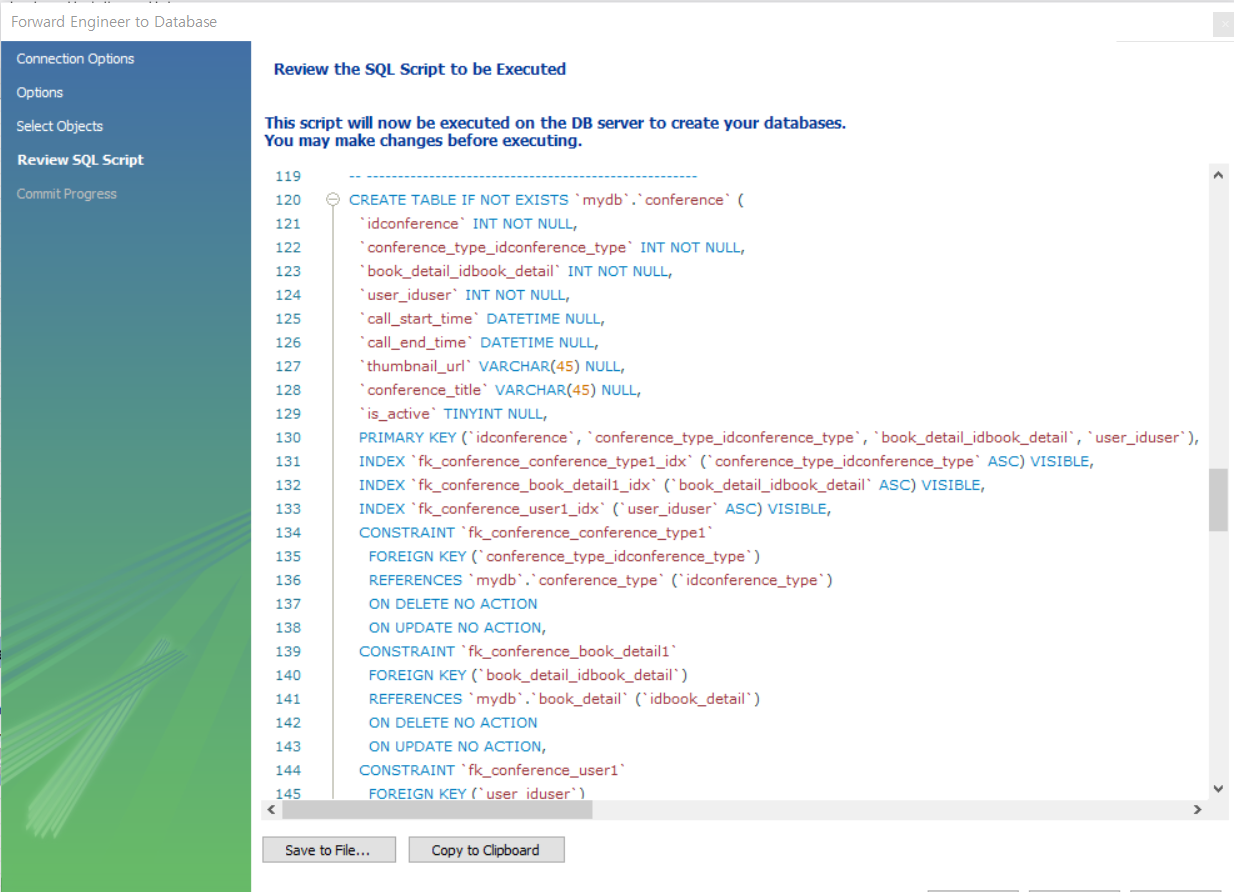 Forward Engineer to Database
Connection Options
Options
Select Objects
Review SQL Script
Commit Progress
Review the SQL Script to be Executed
This script will now be executed on the DB server to create your databases.
You may make changes before executing.
119 -- -----------------------------------------------------
120 CREATE TABLE IF NOT EXISTS `mydb`.`conference` (
121 `idconference` INT NOT NULL,
122 `conference_type_idconference_type` INT NOT NULL,
123 `book_detail_idbook_detail` INT NOT NULL,
124 `user_iduser` INT NOT NULL,
125 `call_start_time` DATETIME NULL,
126 `call_end_time` DATETIME NULL,
127 `thumbnail_url` VARCHAR(45) NULL,
128 `conference_title` VARCHAR(45) NULL,
129 `is_active` TINYINT NULL,
130 PRIMARY KEY (`idconference`, `conference_type_idconference_type`, `book_detail_idbook_detail`, `user_iduser`),
131 INDEX `fk_conference_conference_type1_idx` (`conference_type_idconference_type` ASC) VISIBLE,
132 INDEX `fk_conference_book_detail1_idx` (`book_detail_idbook_detail` ASC) VISIBLE,
133 INDEX `fk_conference_user1_idx` (`user_iduser` ASC) VISIBLE,
134 CONSTRAINT `fk_conference_conference_type1`
135 FOREIGN KEY (`conference_type_idconference_type`)
136 REFERENCES `mydb`.`conference_type` (`idconference_type`)
137 ON DELETE NO ACTION
138 ON UPDATE NO ACTION,
139 CONSTRAINT `fk_conference_book_detail1`
140 FOREIGN KEY (`book_detail_idbook_detail`)
141 REFERENCES `mydb`.`book_detail` (`idbook_detail`)
142 ON DELETE NO ACTION
143 ON UPDATE NO ACTION,
144 CONSTRAINT `fk_conference_user1`
145 FOREIGN KEY (`user_iduser`)
Save to File...
Copy to Clipboard